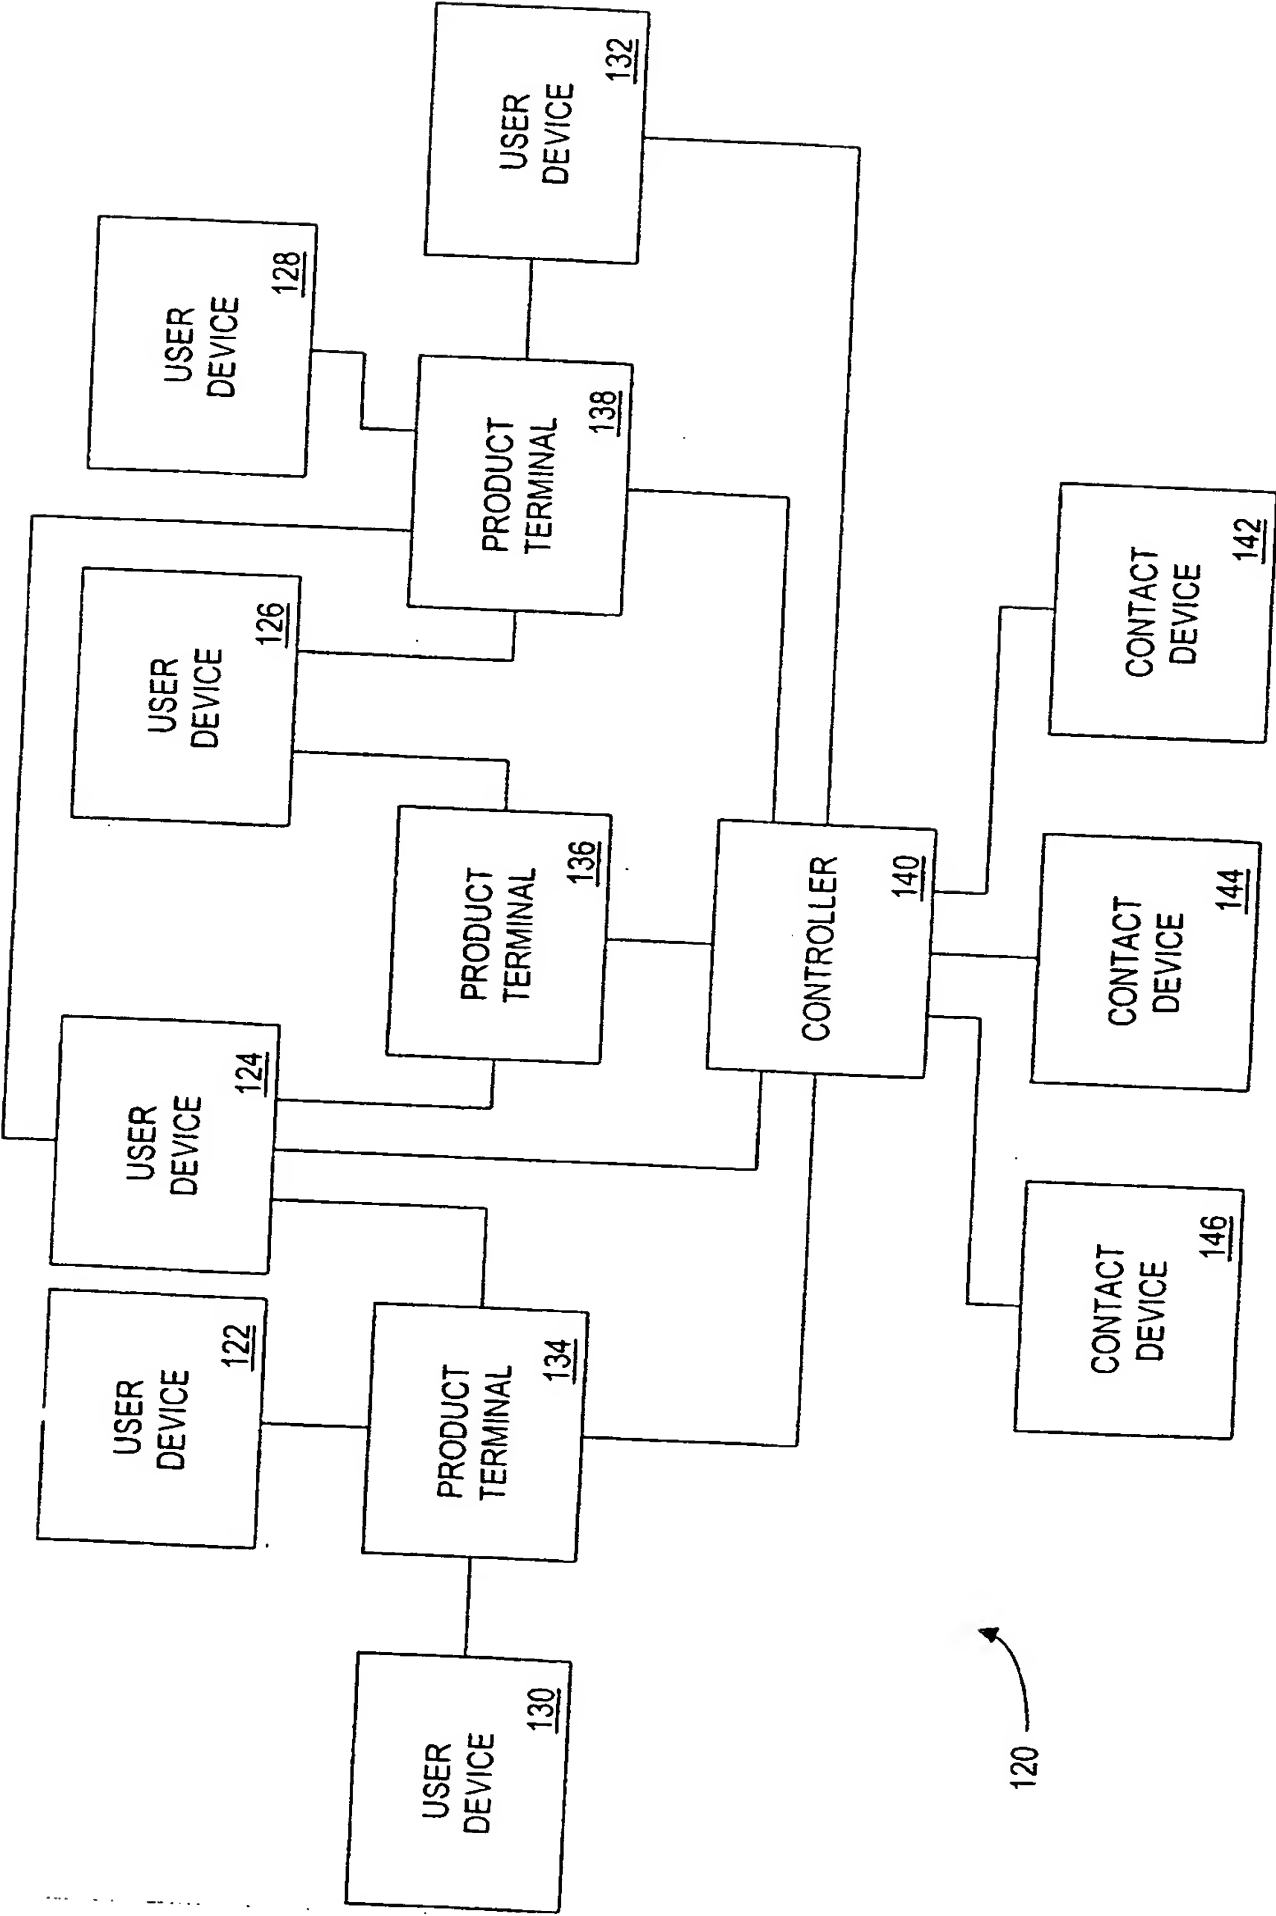 USER
DEVICE
122
USER
DEVICE
124
USER
DEVICE
126
USER
DEVICE
128
USER
DEVICE
130
PRODUCT
TERMINAL
134
PRODUCT
TERMINAL
136
PRODUCT
TERMINAL
138
USER
DEVICE
132
CONTROLLER
140
CONTACT
DEVICE
146
CONTACT
DEVICE
144
CONTACT
DEVICE
142
120